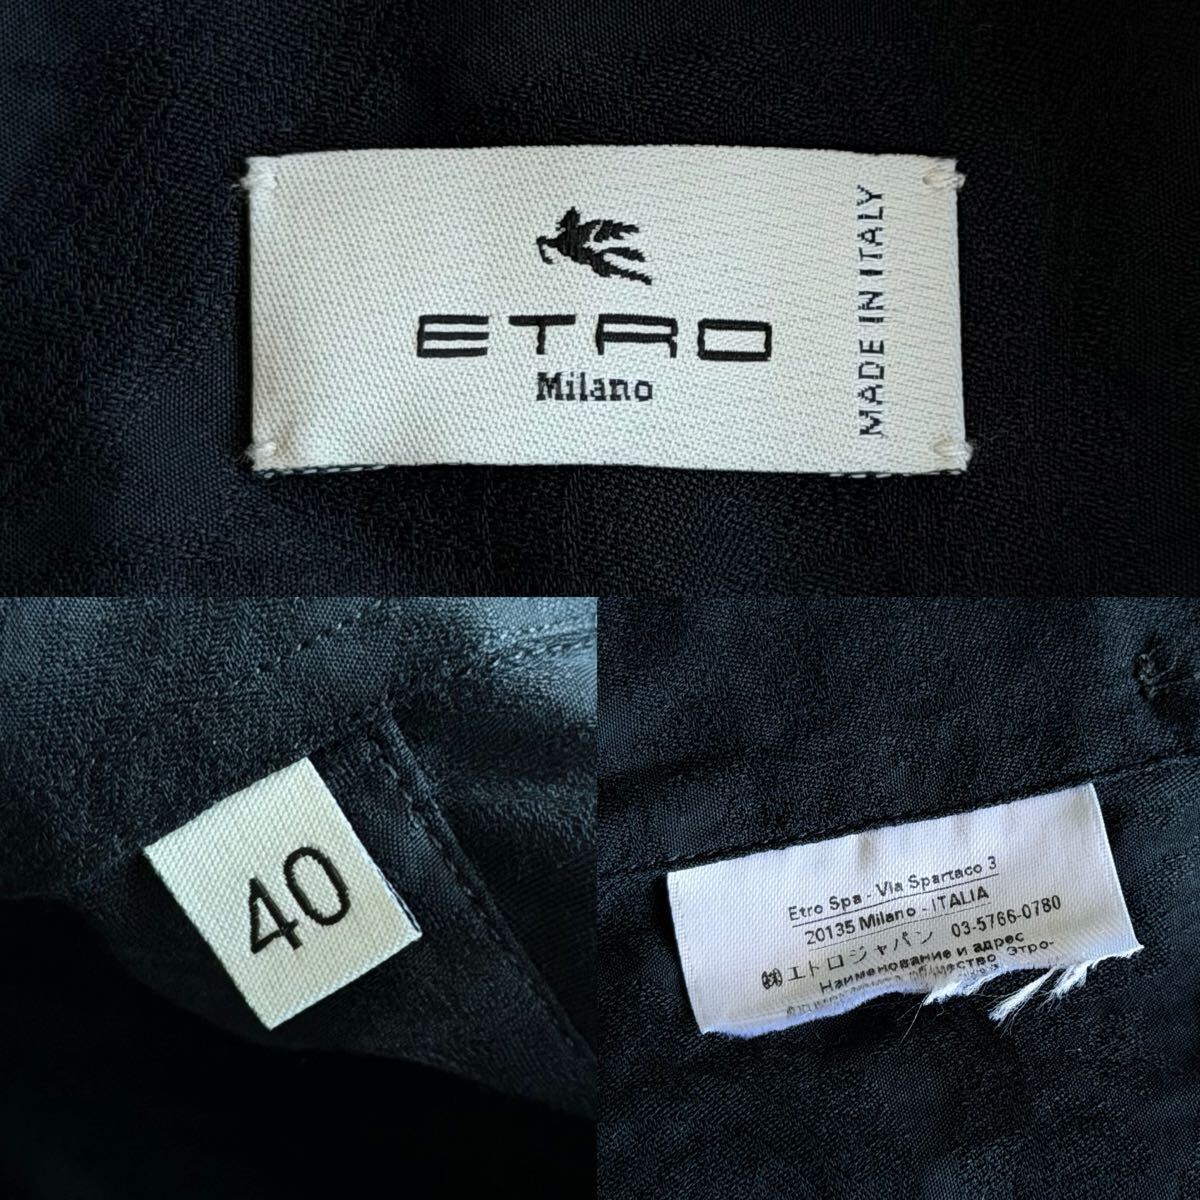 ETRO
Milano
MADE IN ITALY
40
Etro Spa - Via Spartaco 3
20135 Milano - ITALIA
㈱エトロジャパン 03-5766-0780
Наименование и адрес
Этро-